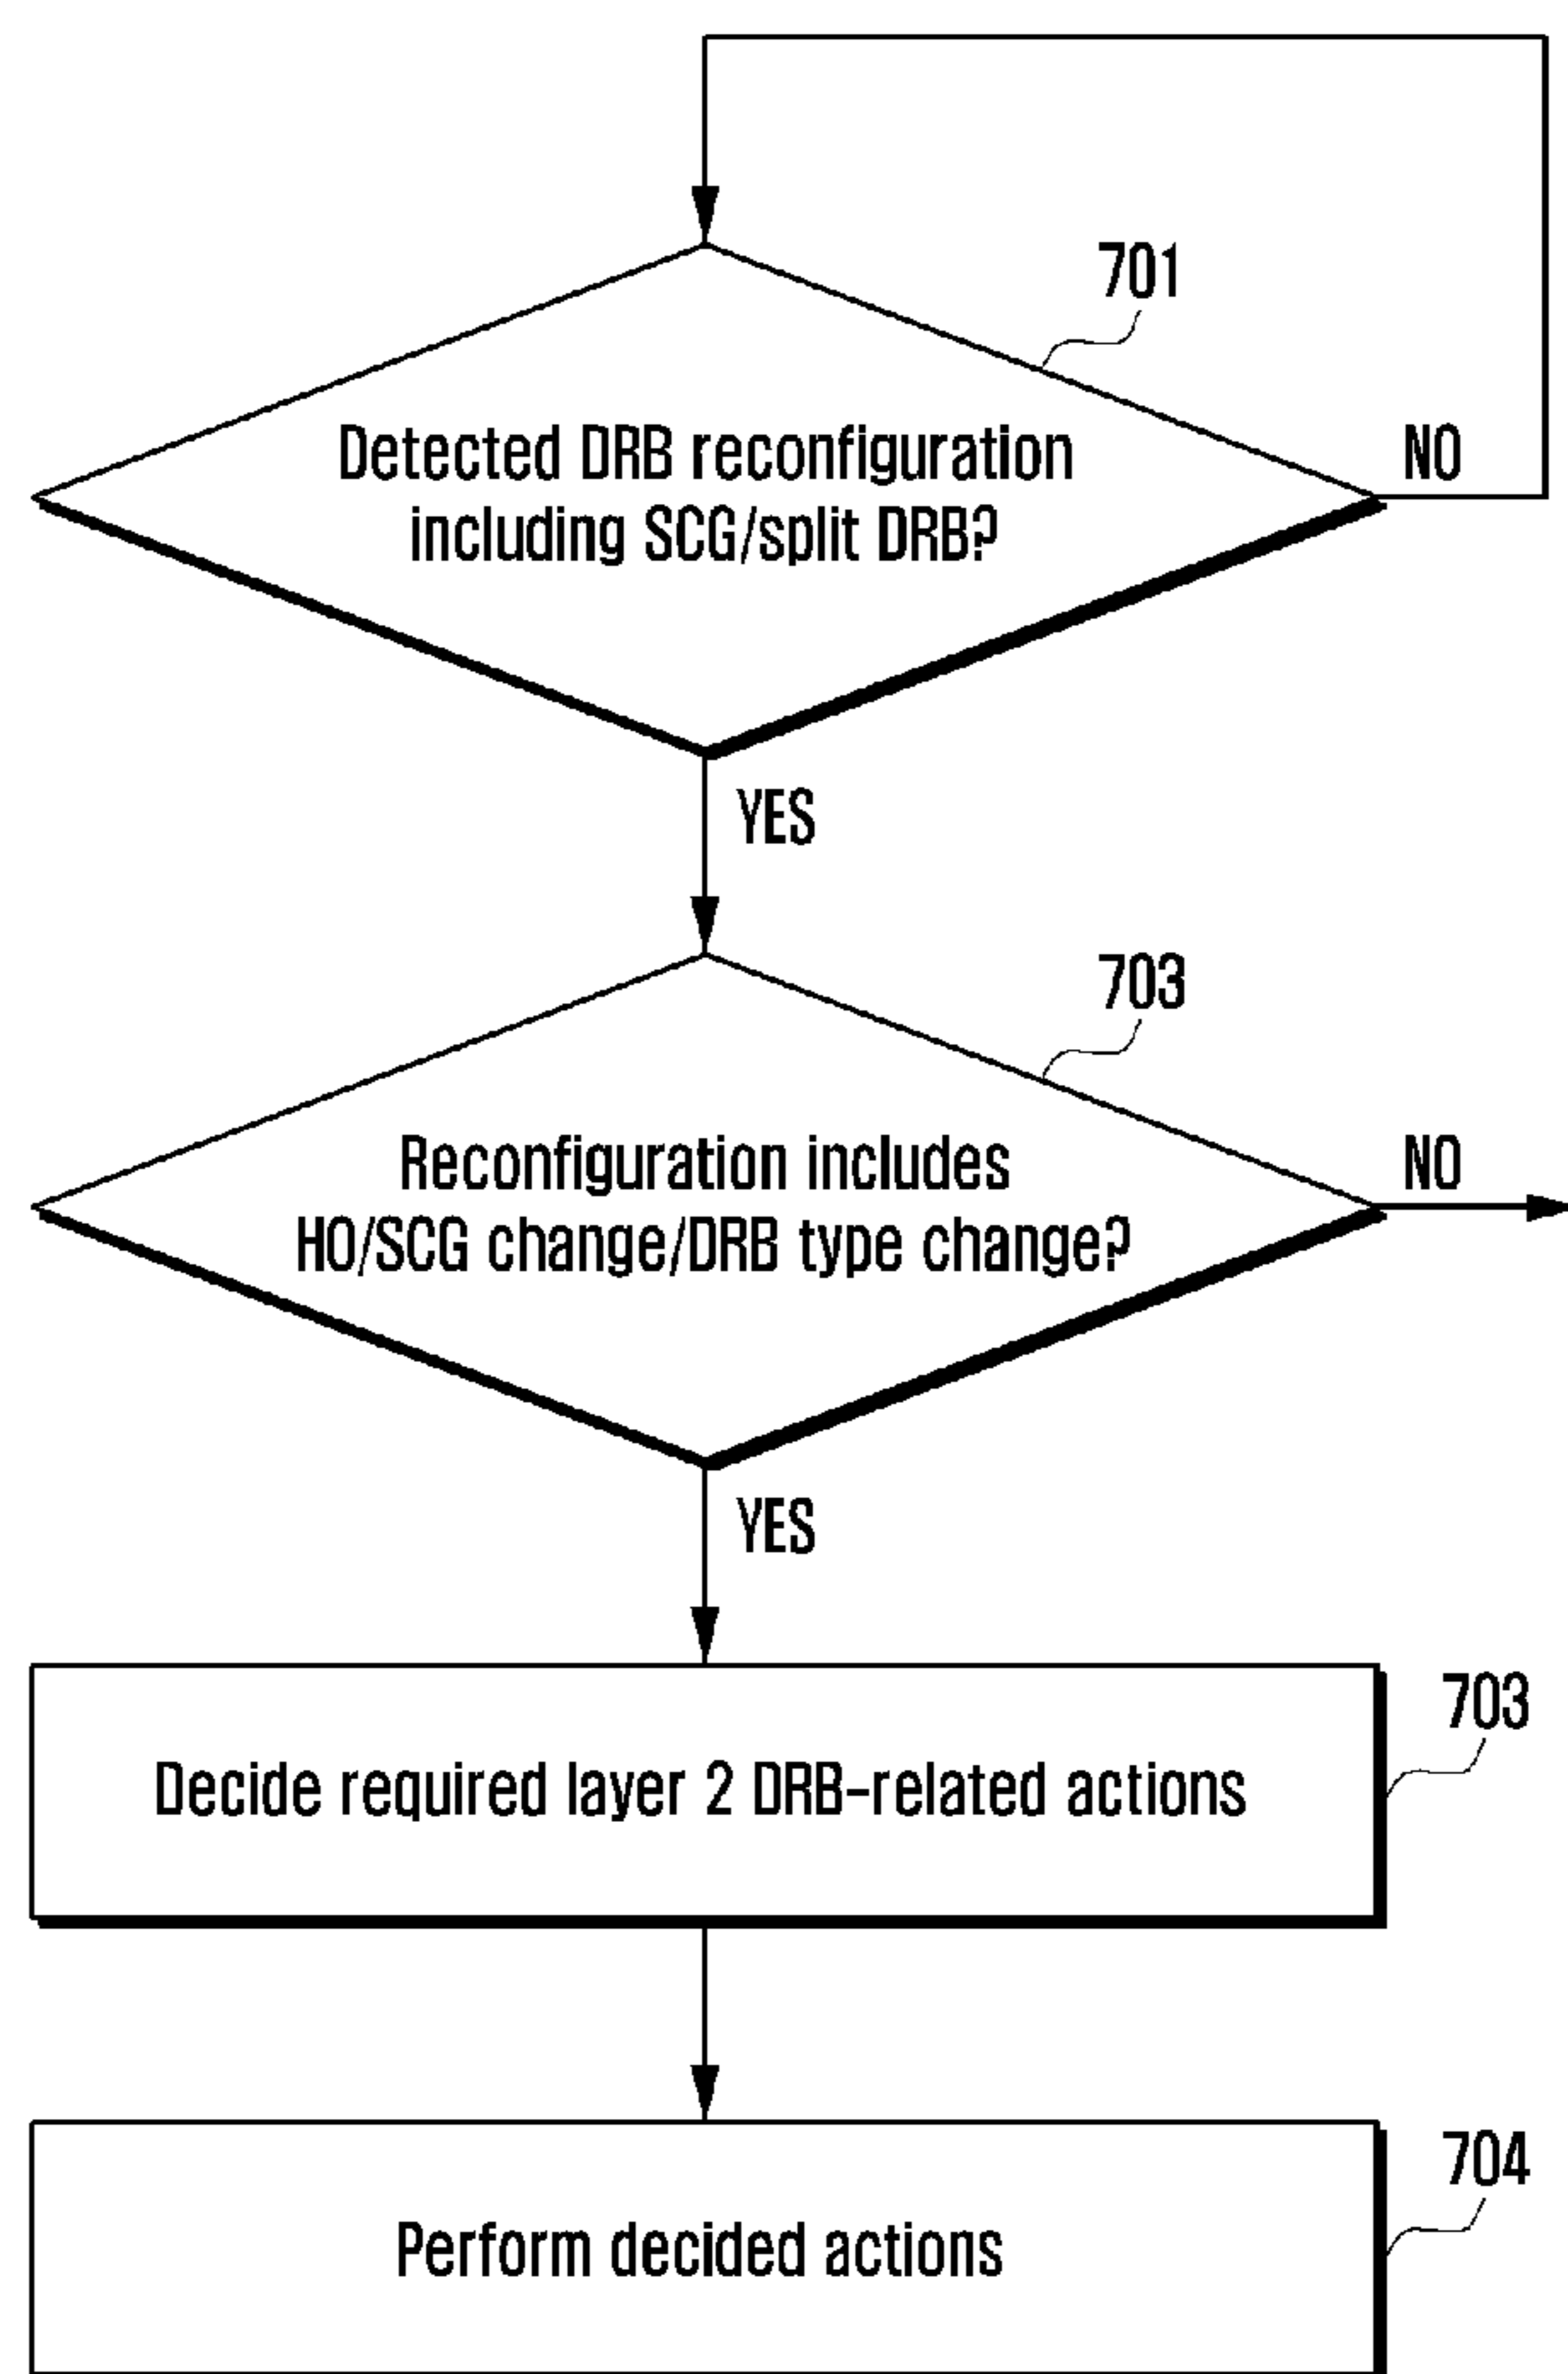 701
Detected DRB reconfiguration
including SCG/split DRB?
NO
YES
703
Reconfiguration includes
HO/SCG change/DRB type change?
NO
YES
703
Decide required layer 2 DRB-related actions
704
Perform decided actions